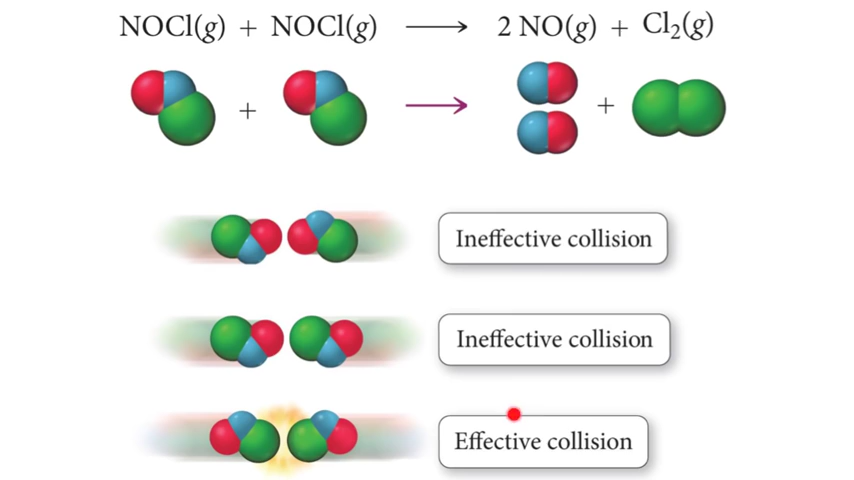 NOCl(g) + NOCl(g) ⟶ 2 NO(g) + Cl₂(g)
+ ⟶ +
Ineffective collision
Ineffective collision
Effective collision